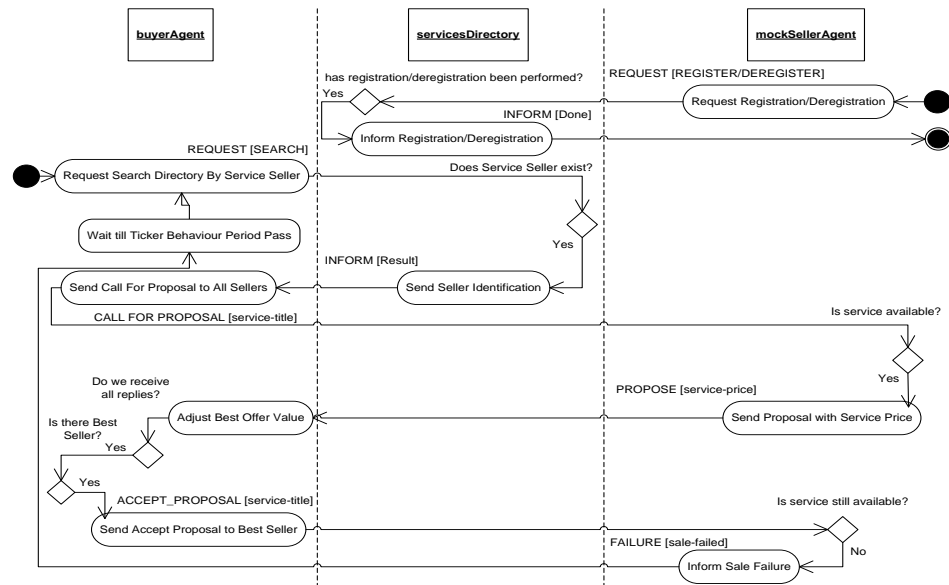 buyerAgent
servicesDirectory
mockSellerAgent
has registration/deregistration been performed?
REQUEST [REGISTER/DEREGISTER]
Yes
Request Registration/Deregistration
INFORM [Done]
Inform Registration/Deregistration
REQUEST [SEARCH]
Does Service Seller exist?
Request Search Directory By Service Seller
Wait till Ticker Behaviour Period Pass
Yes
INFORM [Result]
Send Call For Proposal to All Sellers
Send Seller Identification
CALL FOR PROPOSAL [service-title]
Is service available?
Yes
Do we receive
all replies?
PROPOSE [service-price]
Adjust Best Offer Value
Send Proposal with Service Price
Is there Best
Seller?
Yes
Yes
ACCEPT_PROPOSAL [service-title]
Is service still available?
Send Accept Proposal to Best Seller
FAILURE [sale-failed]
No
Inform Sale Failure